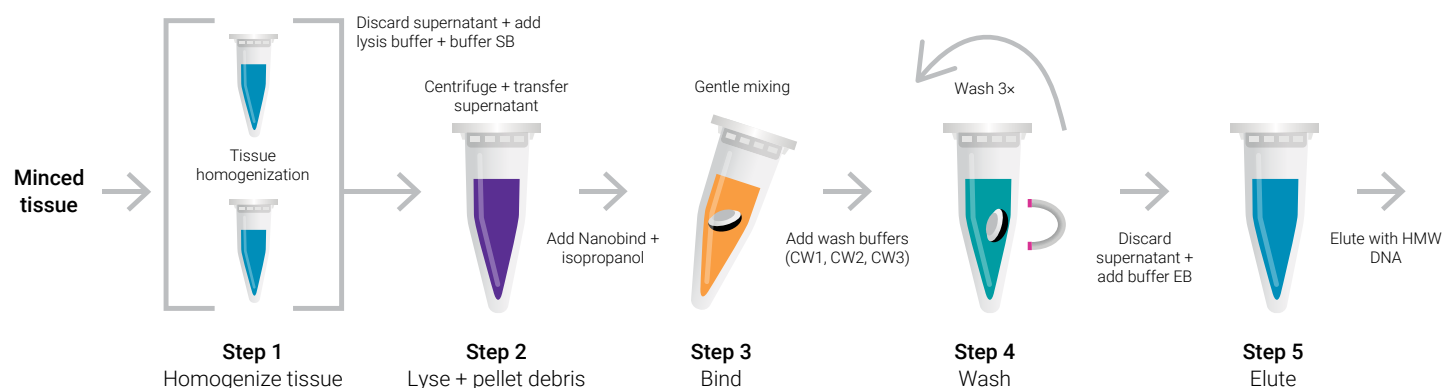 Minced
tissue
Tissue
homogenization
Step 1
Homogenize tissue
Discard supernatant + add
lysis buffer + buffer SB
Centrifuge + transfer
supernatant
Step 2
Lyse + pellet debris
Add Nanobind +
isopropanol
Gentle mixing
Step 3
Bind
Add wash buffers
(CW1, CW2, CW3)
Wash 3×
Step 4
Wash
Discard
supernatant +
add buffer EB
Step 5
Elute
Elute with HMW
DNA